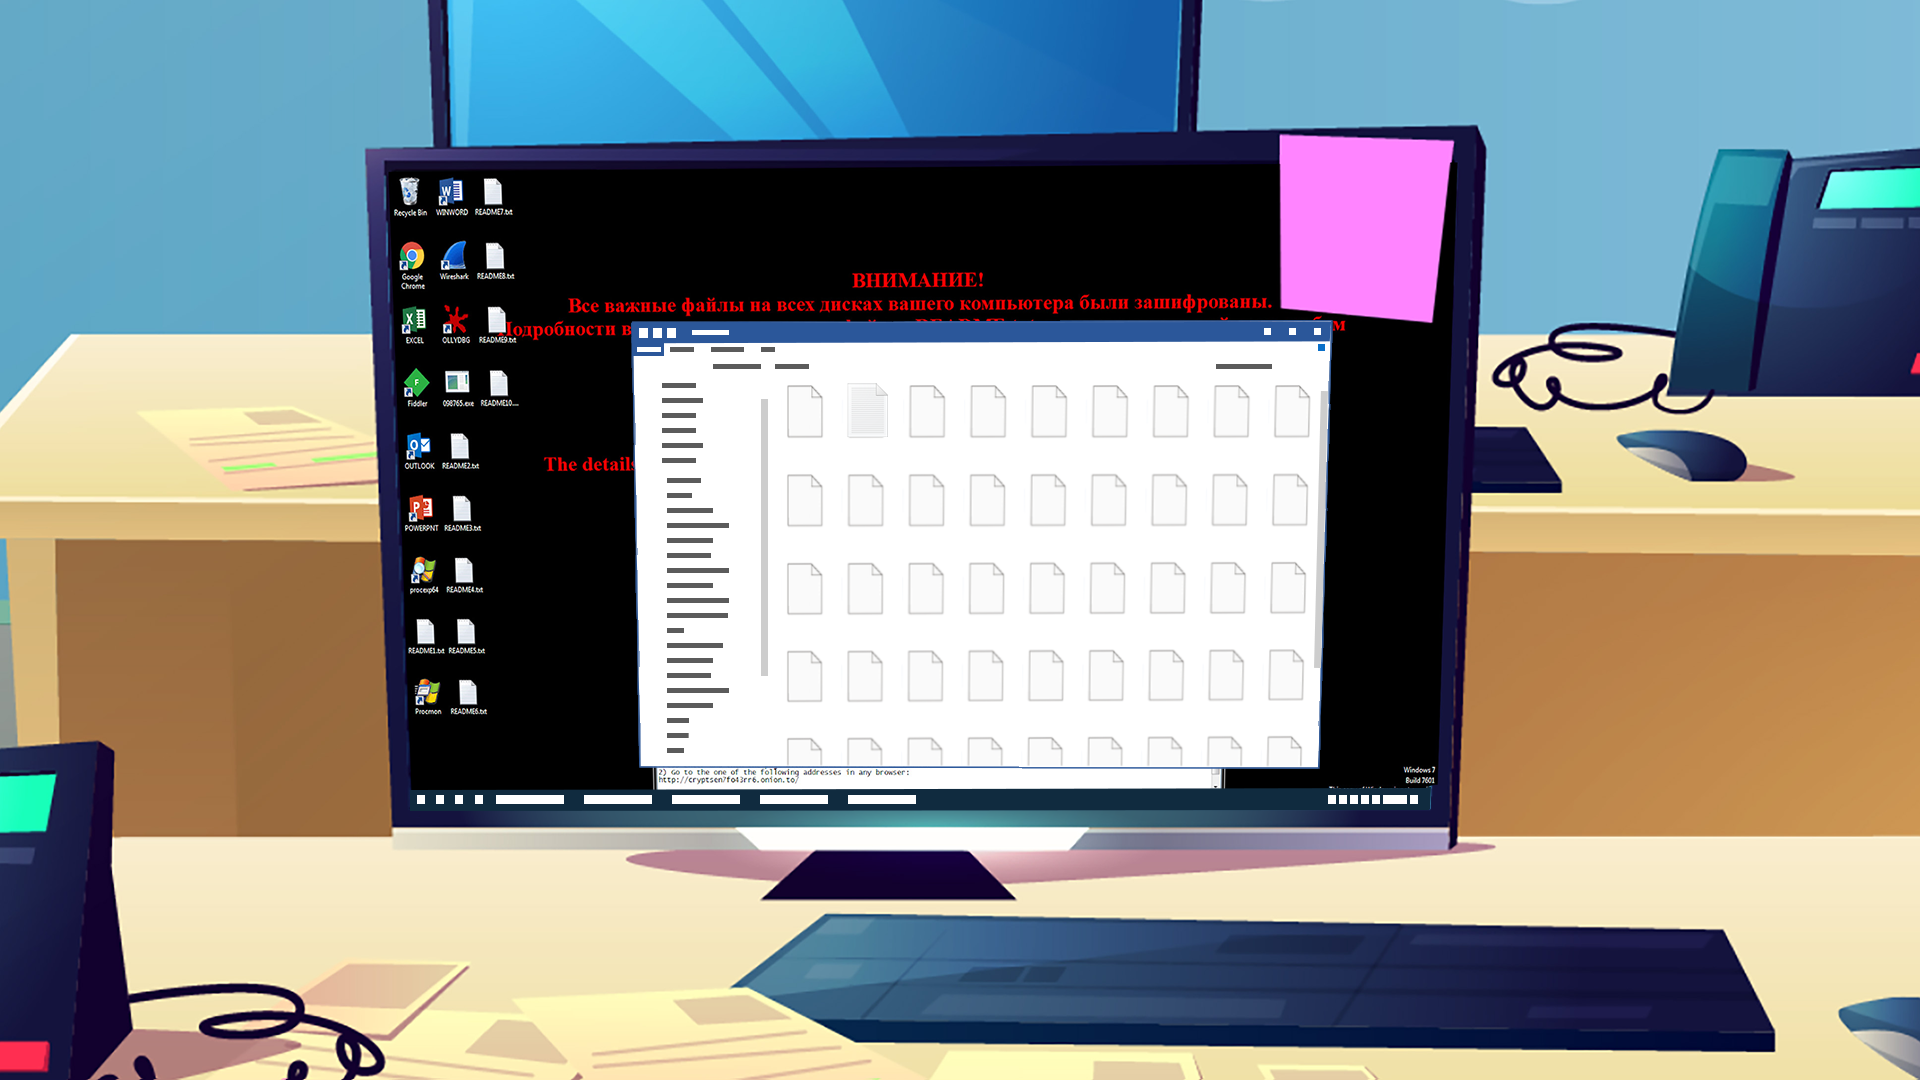 Recycle Bin
WINWORD
README7.txt
Google
Chrome
Wireshark
README8.txt
EXCEL
OLLYDBG
README9.txt
Fiddler
098765.exe
README10....
OUTLOOK
README2.txt
POWERPNT
README3.txt
procexp64
README4.txt
README1.txt
README5.txt
Procmon
README6.txt
ВНИМАНИЕ!
Все важные файлы на всех дисках вашего компьютера были зашифрованы.
Подробности в
The details
2) Go to the one of the following addresses in any browser:
http://cryptsen7fo43rr6.onion.to/
Windows 7
Build 7601